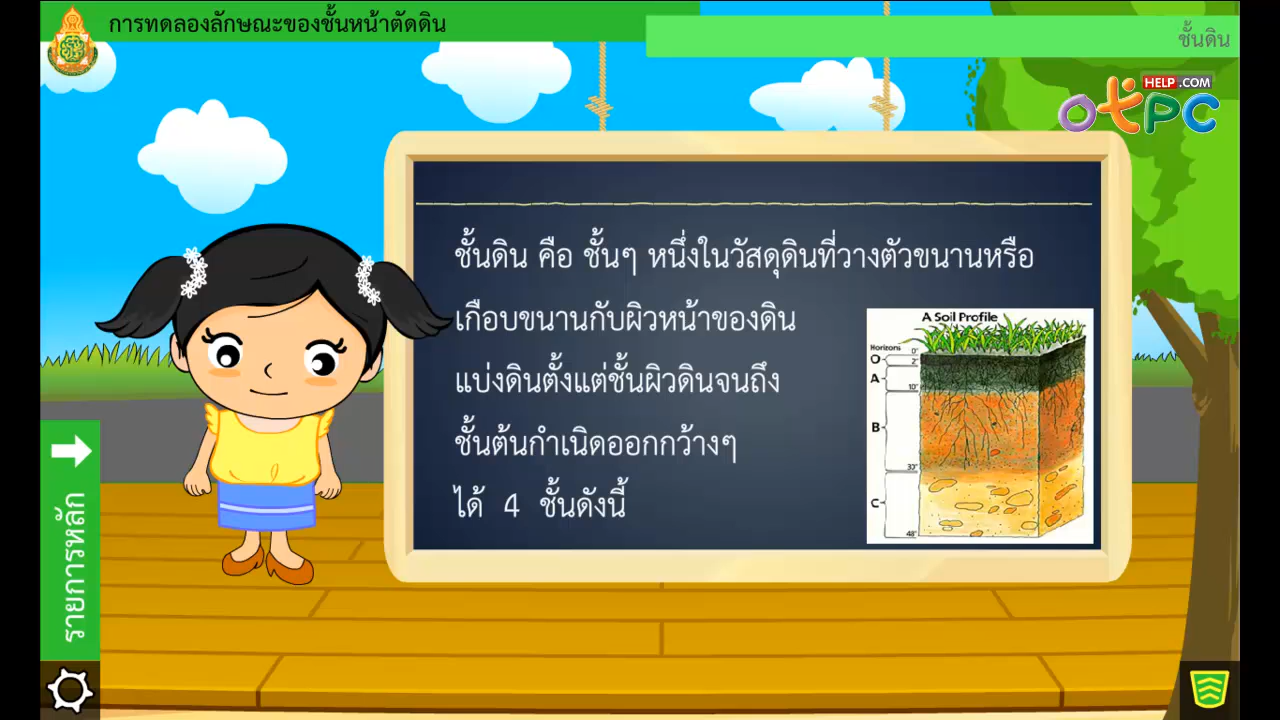 การทดลองลักษณะของชั้นหน้าตัดดิน
ชั้นดิน
HELP.COM
OTPC
ชั้นดิน คือ ชั้นๆ หนึ่งในวัสดุดินที่วางตัวขนานหรือ
เกือบขนานกับผิวหน้าของดิน
แบ่งดินตั้งแต่ชั้นผิวดินจนถึง
ชั้นต้นกำเนิดออกกว้างๆ
ได้ 4 ชั้นดังนี้
A Soil Profile
Horizons
0"
O
2"
A
10"
B
30"
C
48"
รายการหลัก